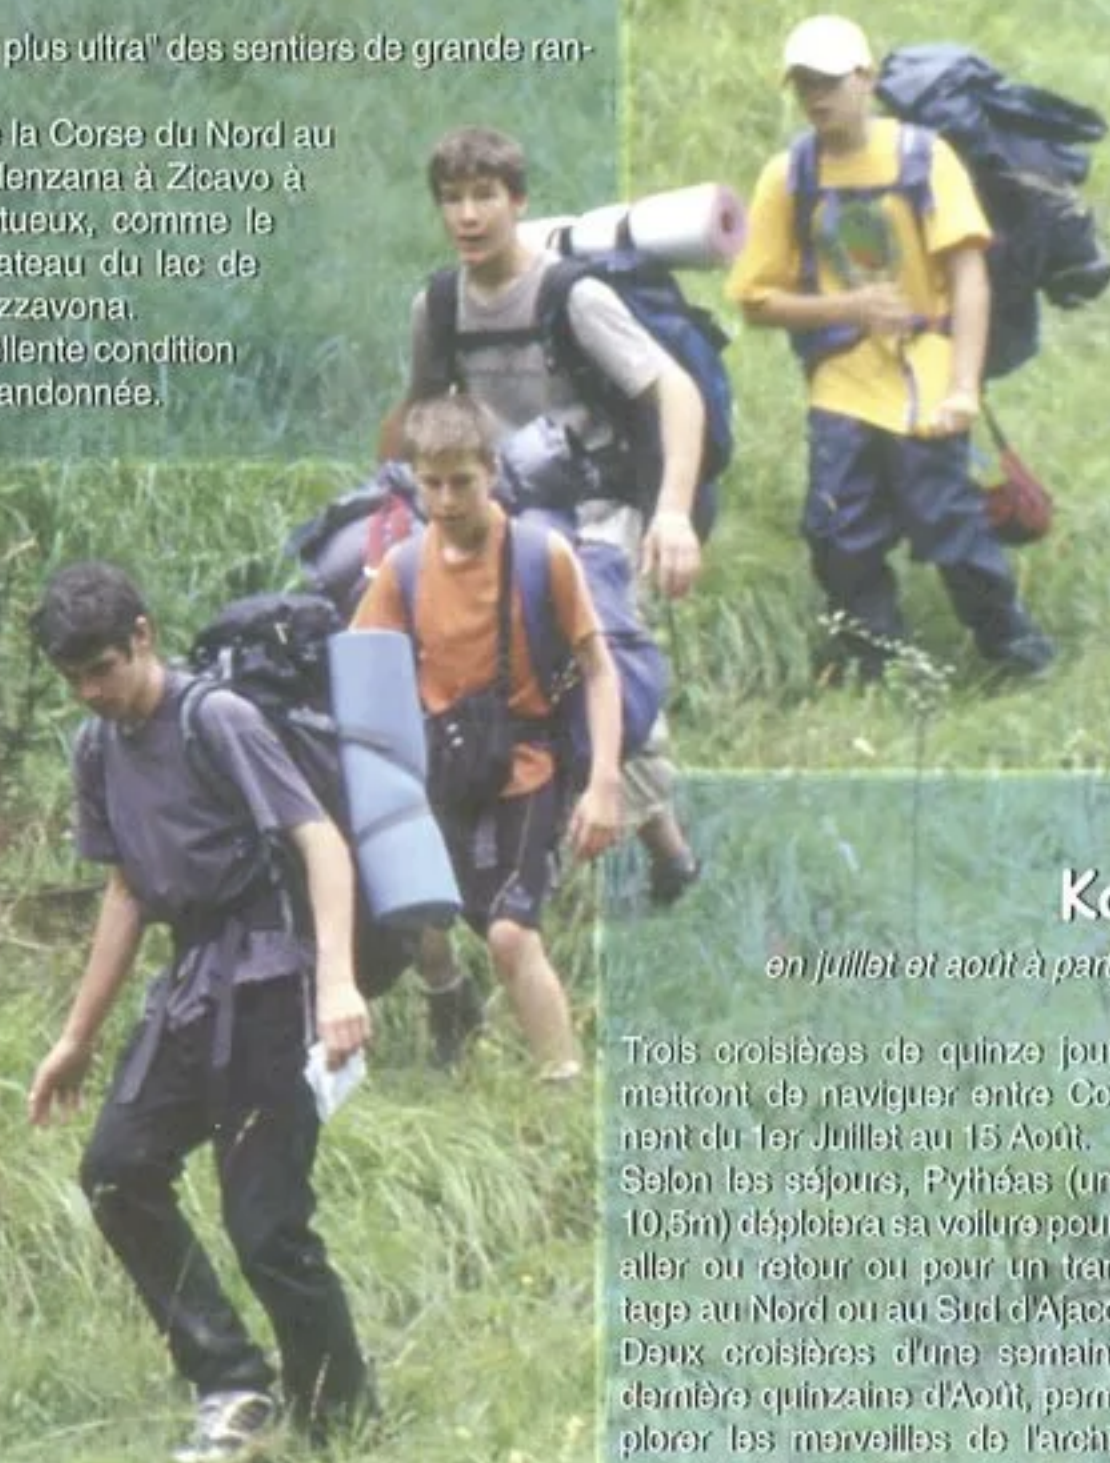 plus ultra" des sentiers de grande ran-
la Corse du Nord au
lenzana à Zicavo à
tueux, comme le
ateau du lac de
zzavona.
llente condition
andonnée.
en juillet et août à par
Trois croisières de quinze jou
mettront de naviguer entre Co
nent du 1er Juillet au 15 Août.
Selon les séjours, Pythéas (un
10,5m) déploiera sa voilure pou
aller ou retour ou pour un tra
tage au Nord ou au Sud d'Ajacc
Deux croisières d'une semain
dernière quinzaine d'Août, perm
plorer les merveilles de l'arch